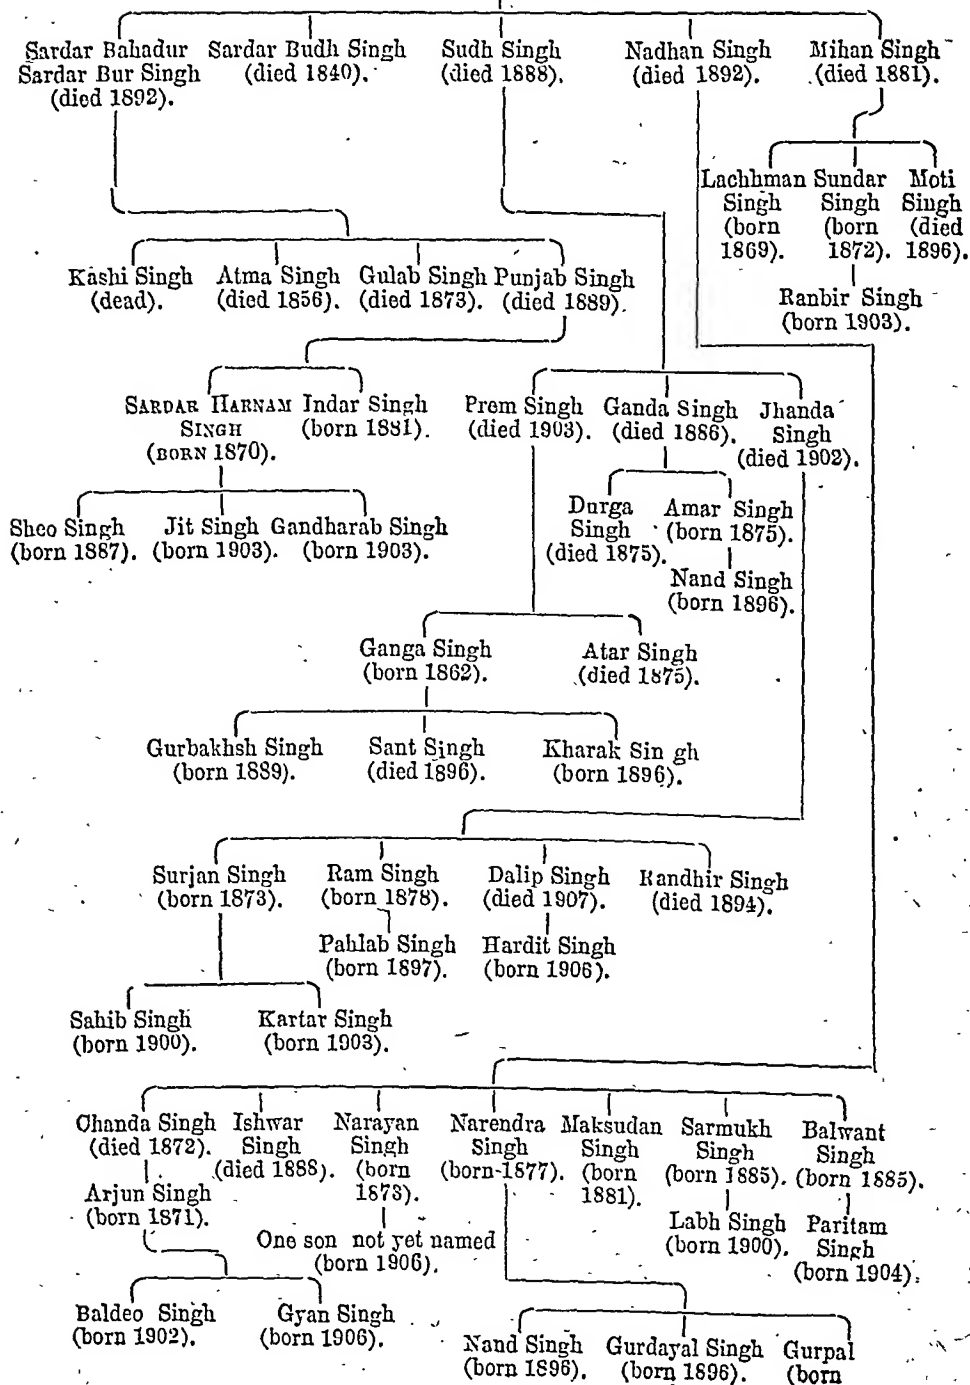 Sardar Bahadur Sardar Budh Singh Sudh Singh Nadhan Singh Mihan Singh
Sardar Bur Singh (died 1840). (died 1888). (died 1892). (died 1881).
(died 1892).
Lachhman Sundar Moti
Singh Singh Singh
(born (born (died
1869). 1872). 1896).
Kashi Singh Atma Singh Gulab Singh Punjab Singh
(dead). (died 1856). (died 1873). (died 1889).
Ranbir Singh
(born 1903).
SARDAR HARNAM Indar Singh Prem Singh Ganda Singh Jhanda
SINGH (born 1881). (died 1903). (died 1886). Singh
(BORN 1870). (died 1902).
Sheo Singh Jit Singh Gandharab Singh
(born 1887). (born 1903). (born 1903).
Durga Amar Singh
Singh (born 1875).
(died 1875).
Nand Singh
(born 1896).
Ganga Singh Atar Singh
(born 1862). (died 1875).
Gurbakhsh Singh Sant Singh Kharak Sin gh
(born 1889). (died 1896). (born 1896).
Surjan Singh Ram Singh Dalip Singh Randhir Singh
(born 1873). (born 1878). (died 1907). (died 1894).
Pahlab Singh Hardit Singh
(born 1897). (born 1906).
Sahib Singh Kartar Singh
(born 1900). (born 1903).
Chanda Singh Ishwar Narayan Narendra Maksudan Sarmukh Balwant
(died 1872). Singh Singh Singh Singh Singh Singh
(died 1888). (born (born 1877). (born (born 1885). (born 1885).
1873). 1881).
Arjun Singh
(born 1871).
Labh Singh Paritam
(born 1900). Singh
(born 1904).
One son not yet named
(born 1906).
Baldeo Singh Gyan Singh
(born 1902). (born 1906).
Nand Singh Gurdayal Singh Gurpal
(born 1896). (born 1896). (born